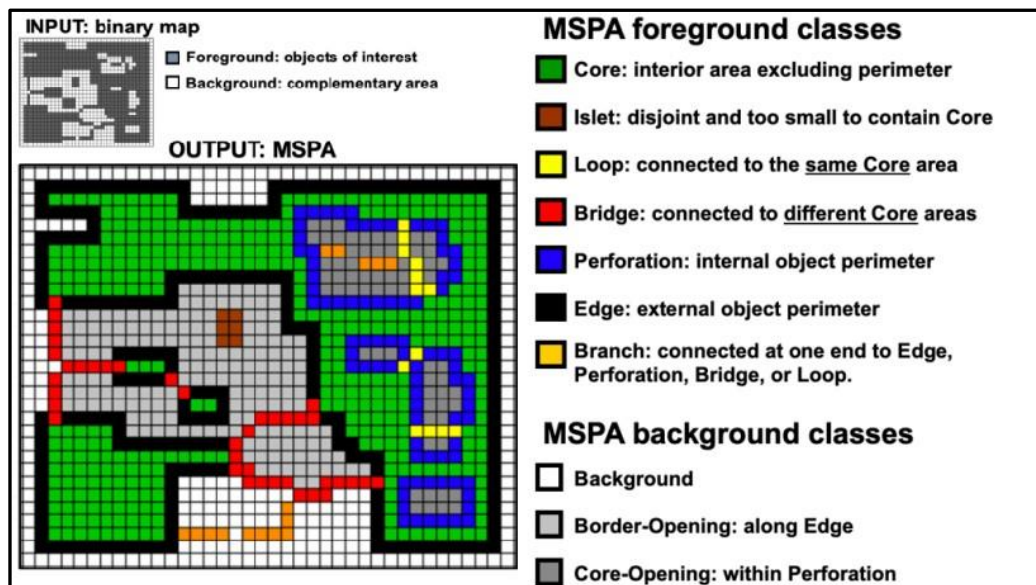 INPUT: binary map
Foreground: objects of interest
Background: complementary area
OUTPUT: MSPA
MSPA foreground classes
Core: interior area excluding perimeter
Islet: disjoint and too small to contain Core
Loop: connected to the same Core area
Bridge: connected to different Core areas
Perforation: internal object perimeter
Edge: external object perimeter
Branch: connected at one end to Edge,
Perforation, Bridge, or Loop.
MSPA background classes
Background
Border-Opening: along Edge
Core-Opening: within Perforation